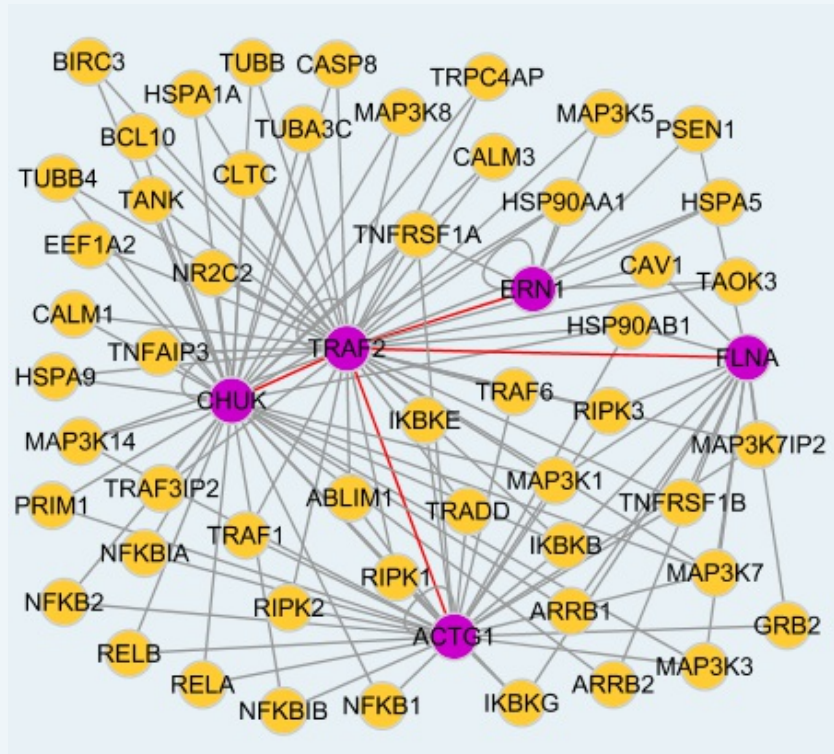 BIRC3
TUBB
CASP8
TRPC4AP
HSPA1A
MAP3K8
MAP3K5
PSEN1
BCL10
TUBA3C
CALM3
TUBB4
TANK
CLTC
HSP90AA1
HSPA5
EEF1A2
TNFRSF1A
NR2C2
CAV1
TAOK3
ERN1
CALM1
HSP90AB1
TNFAIP3
TRAF2
FLNA
HSPA9
CHUK
TRAF6
IKBKE
RIPK3
MAP3K14
MAP3K7IP2
TRAF3IP2
ABLIM1
MAP3K1
PRIM1
TRADD
TNFRSF1B
TRAF1
NFKBIA
IKBKB
RIPK1
MAP3K7
NFKB2
RIPK2
ARRB1
GRB2
ACTG1
RELB
MAP3K3
RELA
ARRB2
NFKBIB
NFKB1
IKBKG